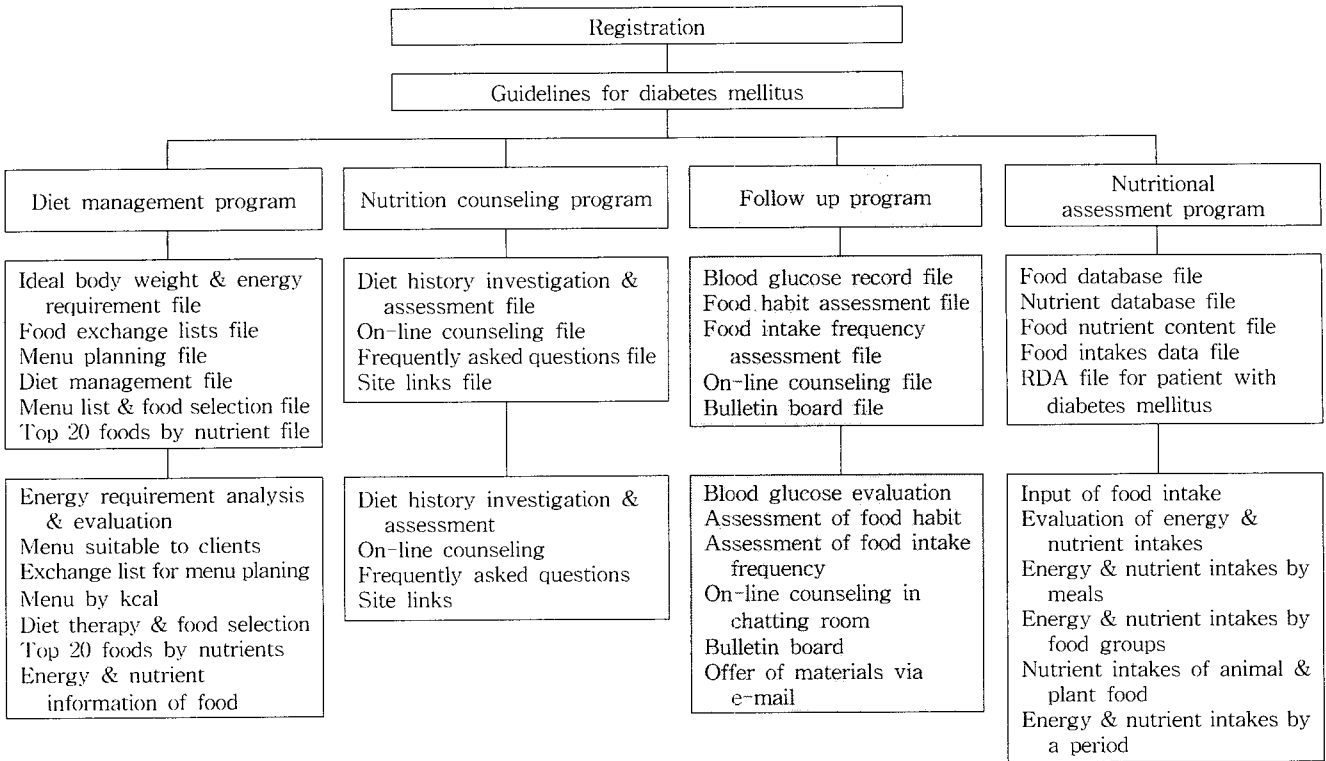 Registration
Guidelines for diabetes mellitus
Diet management program
Nutrition counseling program
Follow up program
Nutritional
assessment program
Ideal body weight & energy
requirement file
Food exchange lists file
Menu planning file
Diet management file
Menu list & food selection file
Top 20 foods by nutrient file
Diet history investigation &
assessment file
On-line counseling file
Frequently asked questions file
Site links file
Blood glucose record file
Food habit assessment file
Food intake frequency
assessment file
On-line counseling file
Bulletin board file
Food database file
Nutrient database file
Food nutrient content file
Food intakes data file
RDA file for patient with
diabetes mellitus
Energy requirement analysis
& evaluation
Menu suitable to clients
Exchange list for menu planing
Menu by kcal
Diet therapy & food selection
Top 20 foods by nutrients
Energy & nutrient
information of food
Diet history investigation &
assessment
On-line counseling
Frequently asked questions
Site links
Blood glucose evaluation
Assessment of food habit
Assessment of food intake
frequency
On-line counseling in
chatting room
Bulletin board
Offer of materials via
e-mail
Input of food intake
Evaluation of energy &
nutrient intakes
Energy & nutrient intakes by
meals
Energy & nutrient intakes by
food groups
Nutrient intakes of animal &
plant food
Energy & nutrient intakes by
a period